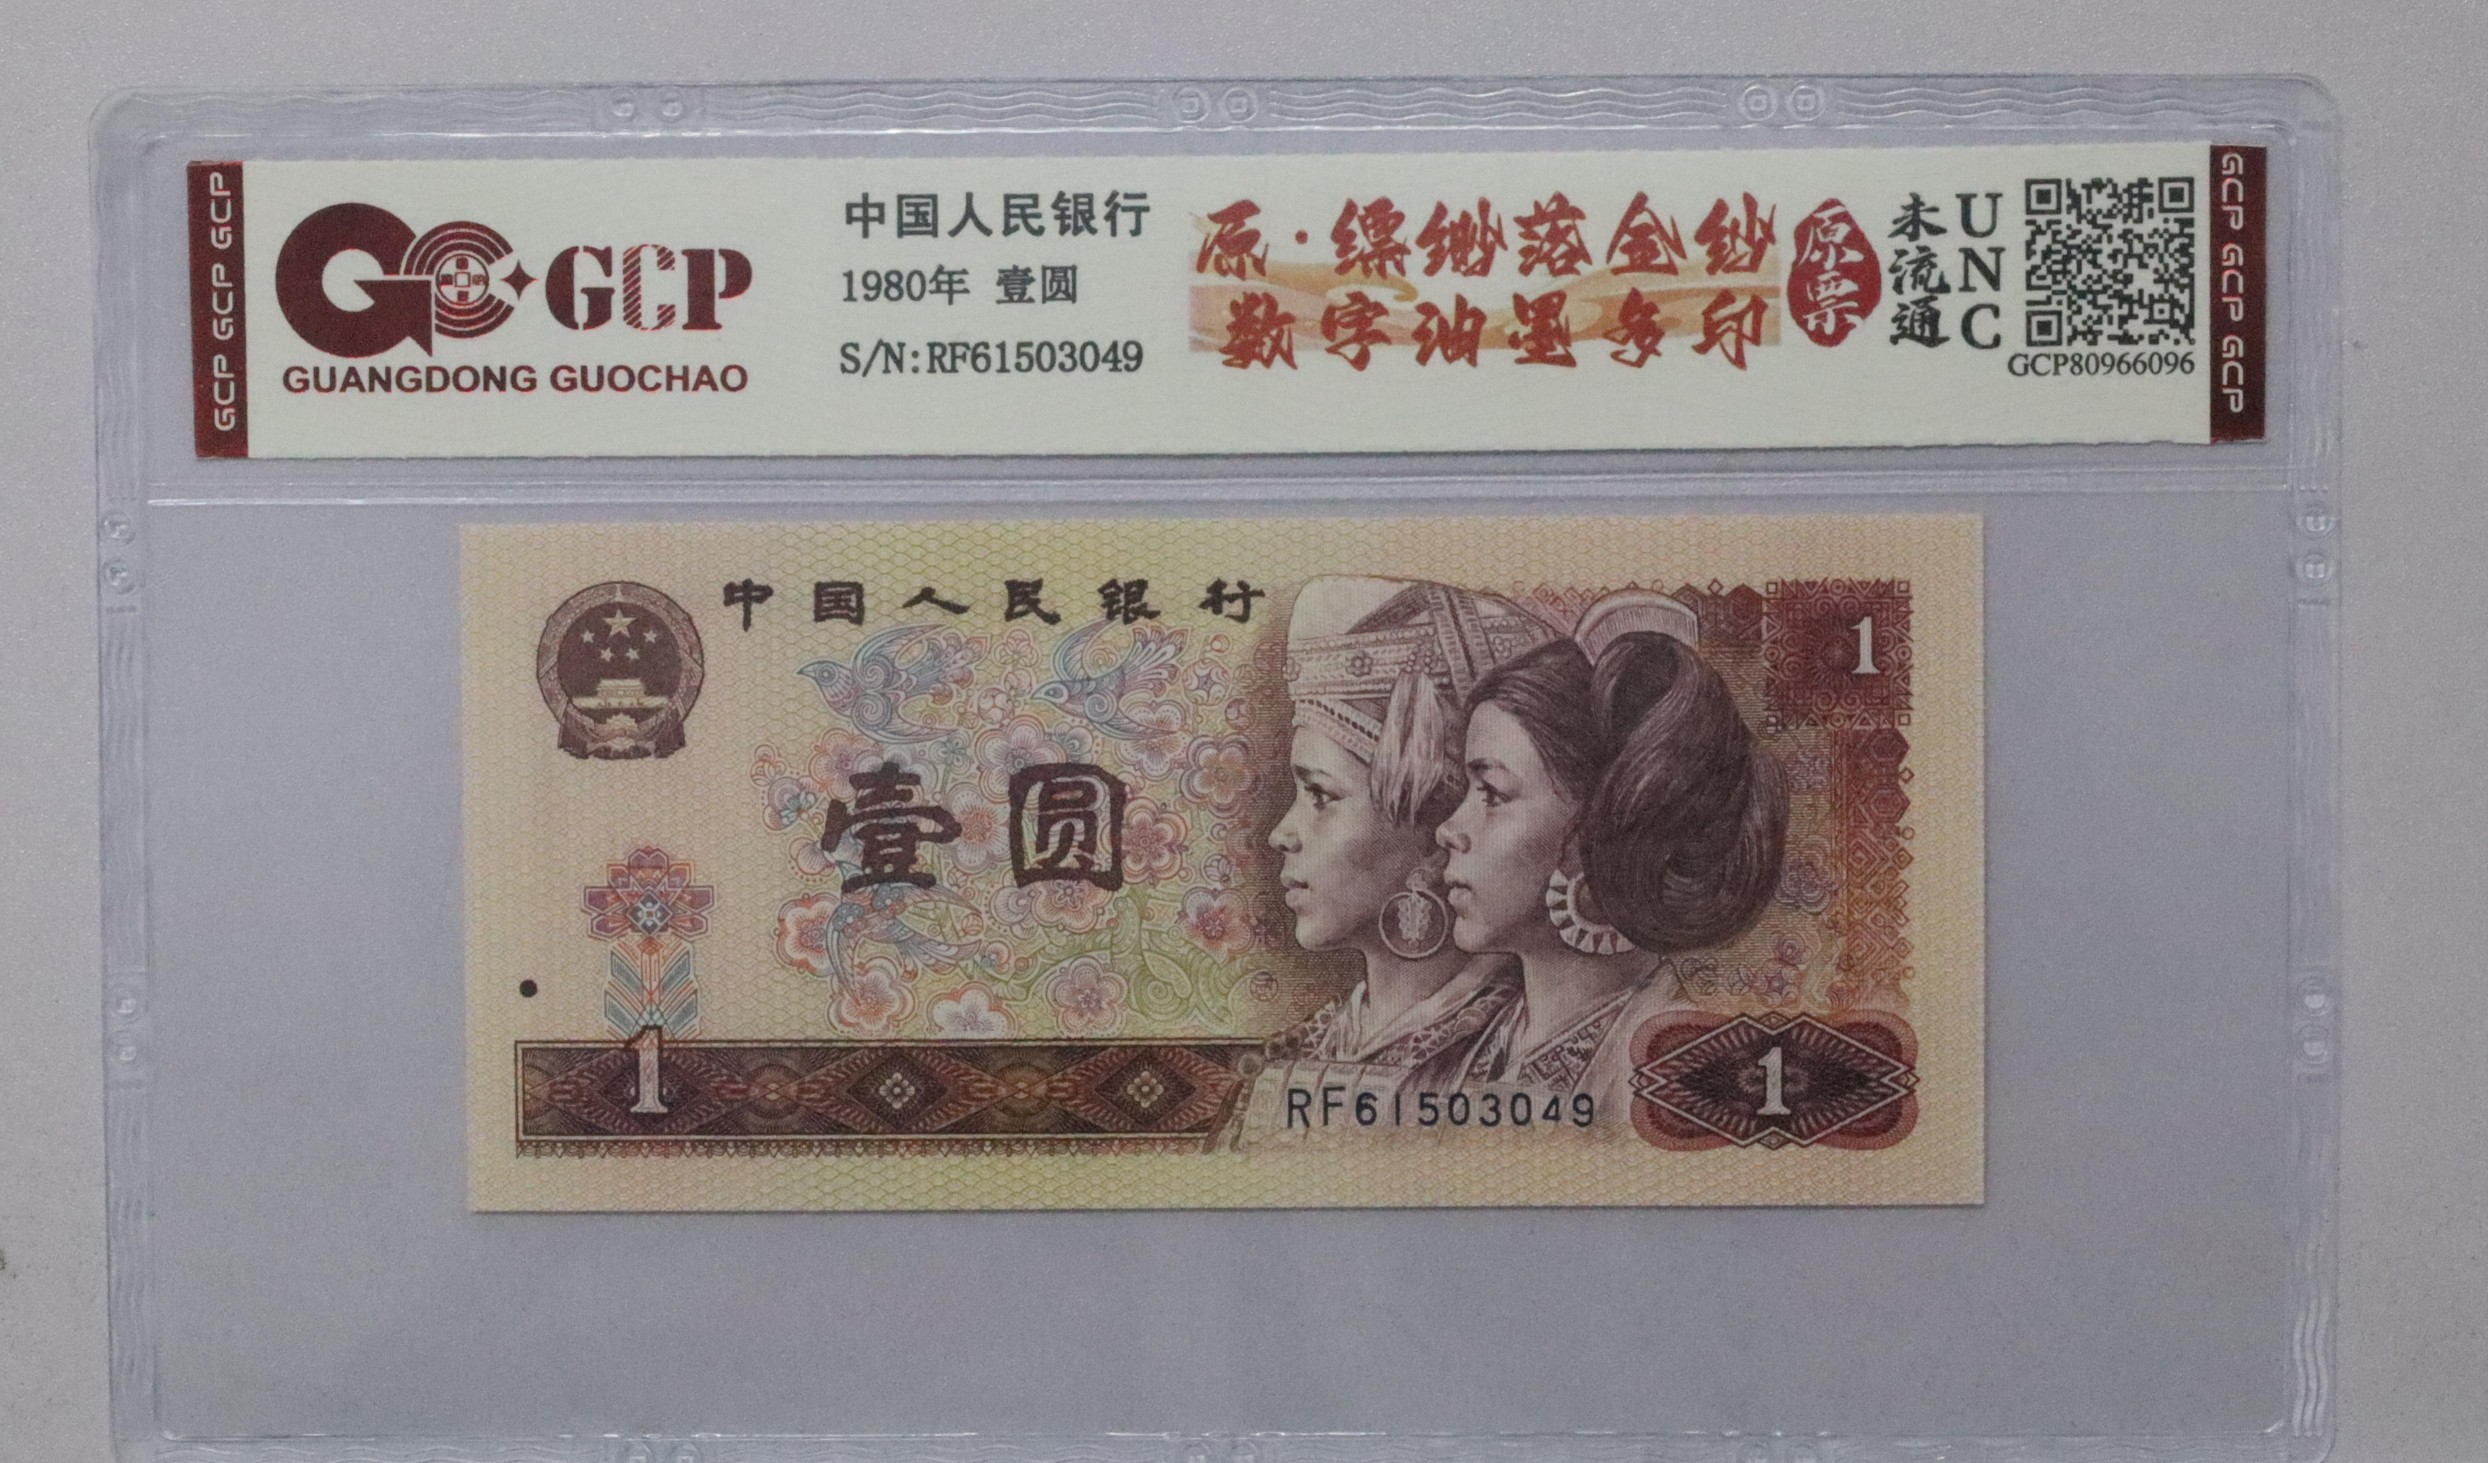 GCP GCP GCP
GCP
GUANGDONG GUOCHAO
中国人民银行
1980年 壹圆
S/N:RF61503049
原·缥缈落金纱
数字油墨多印
原票
未流通
UNC
GCP80966096
GCP GCP GCP
中国人民银行
1
壹圆
1
RF61503049
1